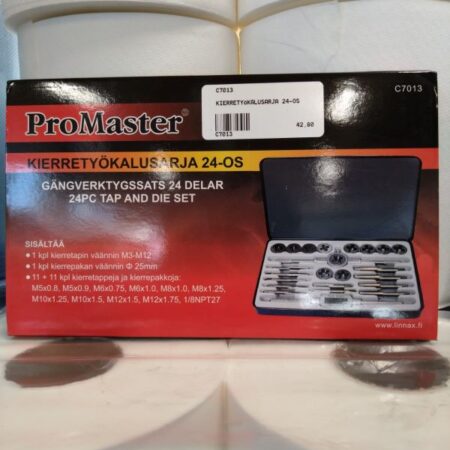 C7013
KIERRETYöKALUSARJA 24-OS
C7013
42.90
C7013
ProMaster®
KIERRETYÖKALUSARJA 24-OS
GÄNGVERKTYGSSATS 24 DELAR
24PC TAP AND DIE SET
SISÄLTÄÄ
• 1 kpl kierretapin väännin M3-M12
• 1 kpl kierrepakan väännin Φ 25mm
• 11 + 11 kpl kierretappeja ja kierrepakkoja:
M5x0.8, M5x0.9, M6x0.75, M6x1.0, M8x1.0, M8x1.25,
M10x1.25, M10x1.5, M12x1.5, M12x1.75, 1/8NPT27
www.linnax.fi